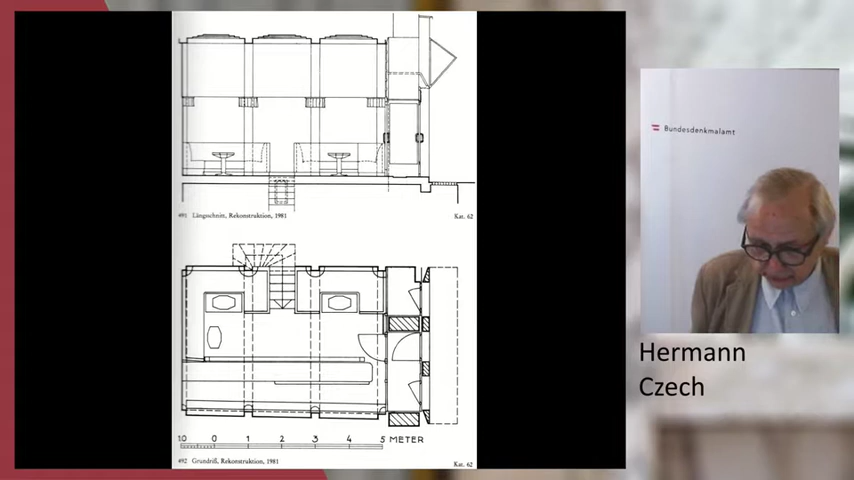 491 Längsschnitt, Rekonstruktion, 1981
Kat. 62
1.0 0 1 2 3 4 5 METER
492 Grundriß, Rekonstruktion, 1981
Kat. 62
Bundesdenkmalamt
Hermann
Czech